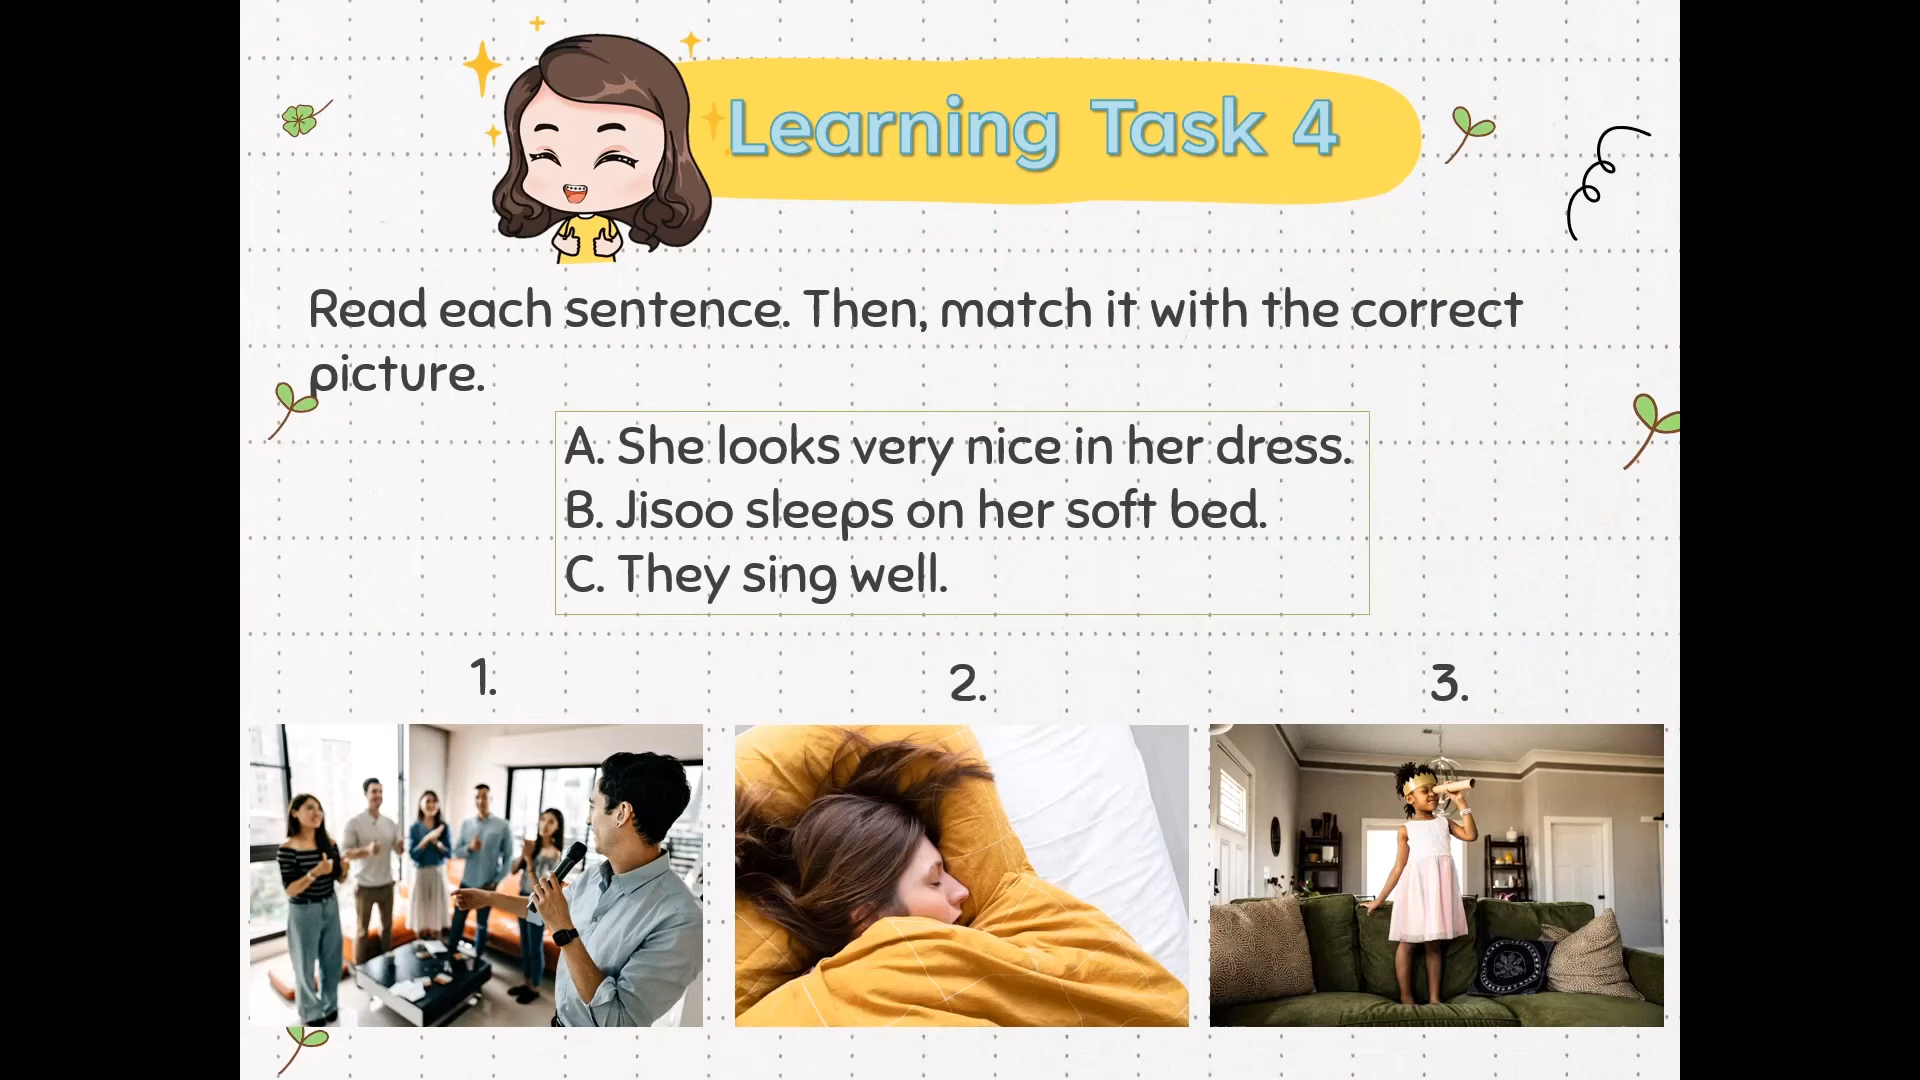 Learning Task 4
Read each sentence. Then, match it with the correct
picture.
A. She looks very nice in her dress.
B. Jisoo sleeps on her soft bed.
C. They sing well.
1.
2.
3.